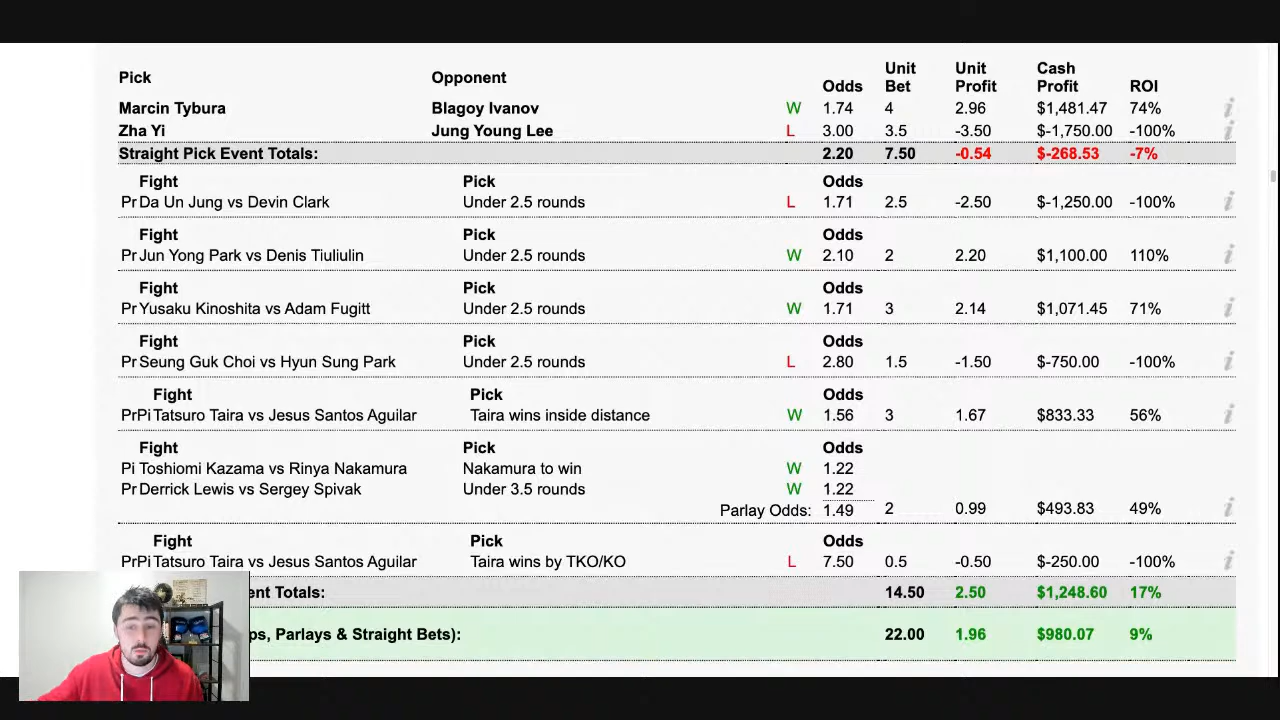 Pick Opponent Odds Unit Bet Unit Profit Cash Profit ROI
Marcin Tybura Blagoy Ivanov W 1.74 4 2.96 $1,481.47 74%
Zha Yi Jung Young Lee L 3.00 3.5 -3.50 $-1,750.00 -100%
Straight Pick Event Totals: 2.20 7.50 -0.54 $-268.53 -7%
Fight Pick Odds
Pr Da Un Jung vs Devin Clark Under 2.5 rounds L 1.71 2.5 -2.50 $-1,250.00 -100%
Fight Pick Odds
Pr Jun Yong Park vs Denis Tiuliulin Under 2.5 rounds W 2.10 2 2.20 $1,100.00 110%
Fight Pick Odds
Pr Yusaku Kinoshita vs Adam Fugitt Under 2.5 rounds W 1.71 3 2.14 $1,071.45 71%
Fight Pick Odds
Pr Seung Guk Choi vs Hyun Sung Park Under 2.5 rounds L 2.80 1.5 -1.50 $-750.00 -100%
Fight Pick Odds
PrPi Tatsuro Taira vs Jesus Santos Aguilar Taira wins inside distance W 1.56 3 1.67 $833.33 56%
Fight Pick Odds
Pi Toshiomi Kazama vs Rinya Nakamura Nakamura to win W 1.22
Pr Derrick Lewis vs Sergey Spivak Under 3.5 rounds W 1.22
Parlay Odds: 1.49 2 0.99 $493.83 49%
Fight Pick Odds
PrPi Tatsuro Taira vs Jesus Santos Aguilar Taira wins by TKO/KO L 7.50 0.5 -0.50 $-250.00 -100%
ent Totals: 14.50 2.50 $1,248.60 17%
ps, Parlays & Straight Bets): 22.00 1.96 $980.07 9%